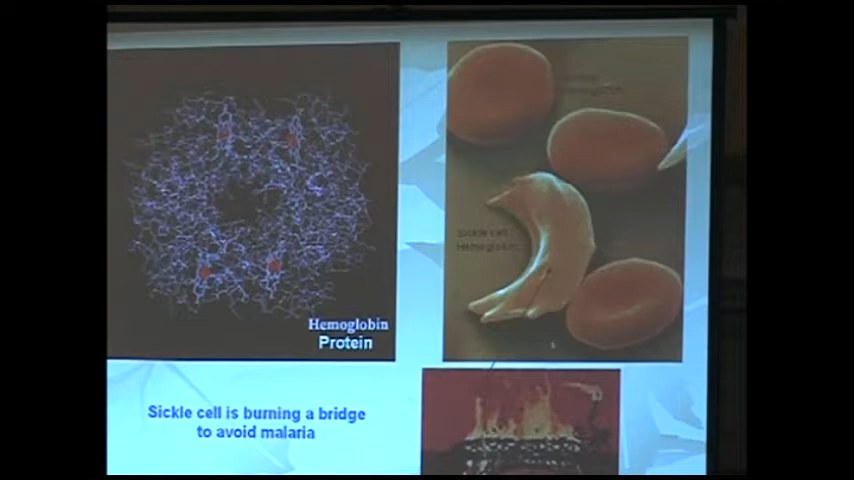 Hemoglobin
Protein
Sickle cell
Hemoglobin
Sickle cell is burning a bridge
to avoid malaria